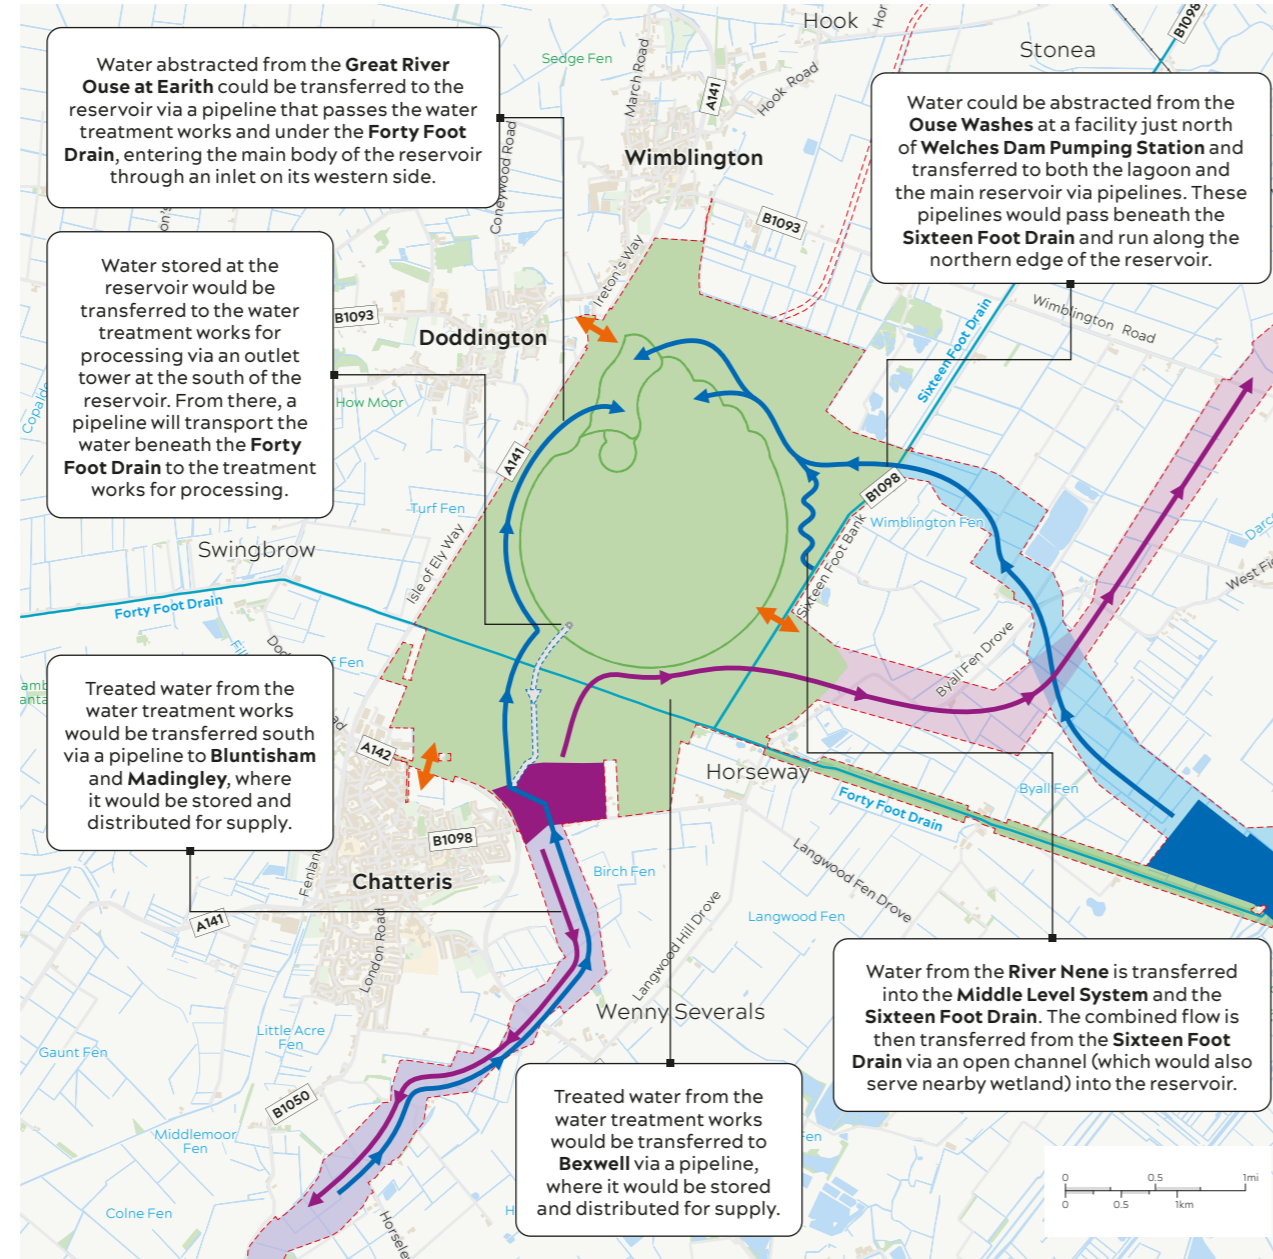 Water abstracted from the Great River
Ouse at Earith could be transferred to the
reservoir via a pipeline that passes the water
treatment works and under the Forty Foot
Drain, entering the main body of the reservoir
through an inlet on its western side.
Water could be abstracted from the
Ouse Washes at a facility just north
of Welches Dam Pumping Station and
transferred to both the lagoon and
the main reservoir via pipelines. These
pipelines would pass beneath the
Sixteen Foot Drain and run along the
northern edge of the reservoir.
Water stored at the
reservoir would be
transferred to the water
treatment works for
processing via an outlet
tower at the south of the
reservoir. From there, a
pipeline will transport the
water beneath the Forty
Foot Drain to the treatment
works for processing.
Treated water from the
water treatment works
would be transferred south
via a pipeline to Bluntisham
and Madingley, where
it would be stored and
distributed for supply.
Water from the River Nene is transferred
into the Middle Level System and the
Sixteen Foot Drain. The combined flow is
then transferred from the Sixteen Foot
Drain via an open channel (which would also
serve nearby wetland) into the reservoir.
Treated water from the
water treatment works
would be transferred to
Bexwell via a pipeline,
where it would be stored
and distributed for supply.
Hook
Stonea
B1098
Sedge Fen
March Road
A141
Hook Road
Wimblington
Coneywood Road
B1093
Ireton's Way
B1093
Doddington
How Moor
Sixteen Foot Drain
Wimblington Road
A141
Turf Fen
Isle of Ely Way
B1098
Wimblington Fen
Sixteen Foot Bank
Swingbrow
Forty Foot Drain
Byall Fen Drove
A142
Horseway
Byall Fen
Forty Foot Drain
B1098
Chatteris
Birch Fen
Langwood Fen Drove
Langwood Fen
Langwood Hill Drove
A141
London Road
Wenny Severals
Little Acre
Fen
Gaunt Fen
B1050
Middlemoor
Fen
Colne Fen
0 0.5 1mi
0 0.5 1km